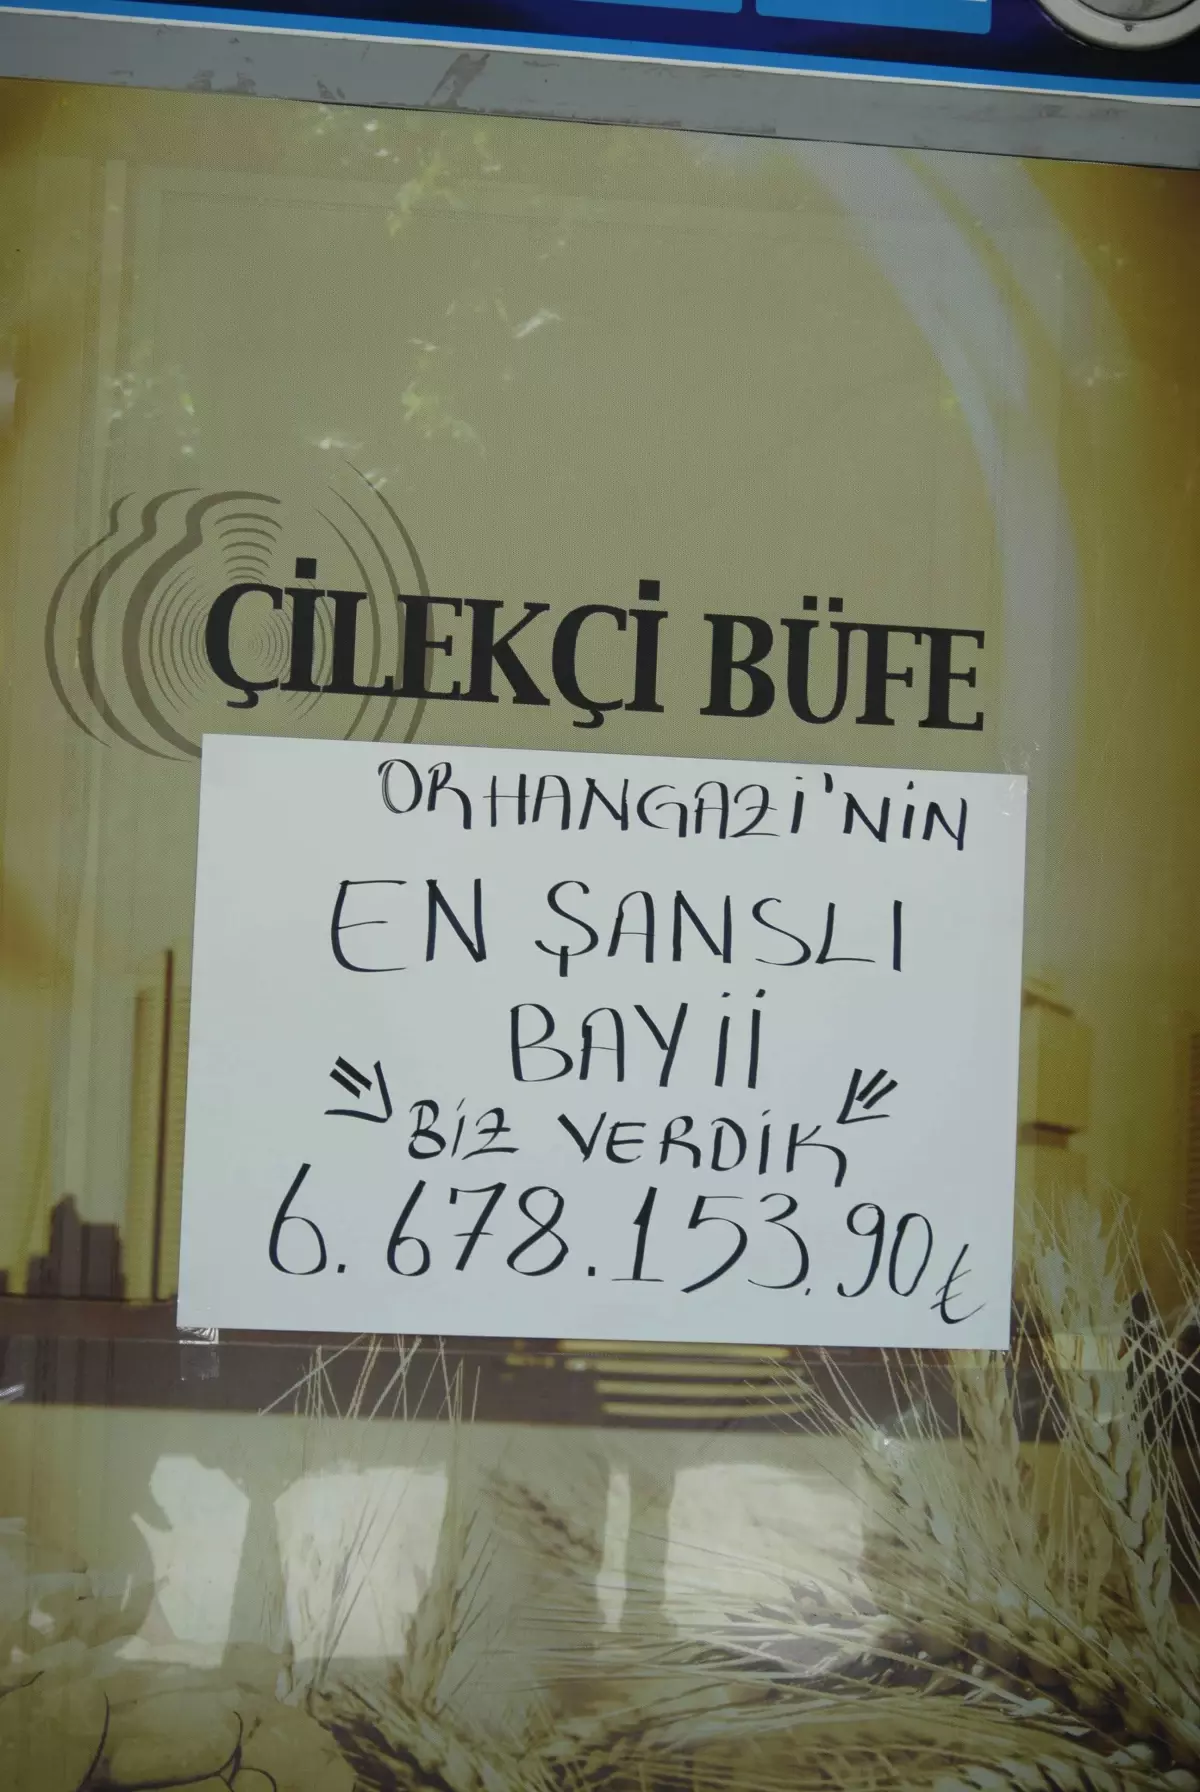 ÇİLEKÇİ BÜFE
ORHANGAZİ'NİN
EN ŞANSLI
BAYİİ
BİZ VERDİK
6.678.153.90₺